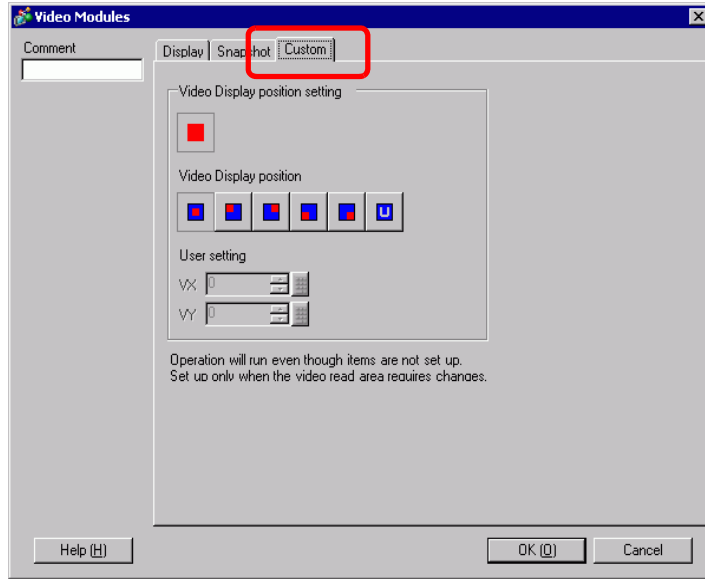 Video Modules
Comment
Display
Snapshot
Custom
Video Display position setting
Video Display position
U
User setting
VX 0
VY 0
Operation will run even though items are not set up.
Set up only when the video read area requires changes.
Help (H)
OK (O)
Cancel